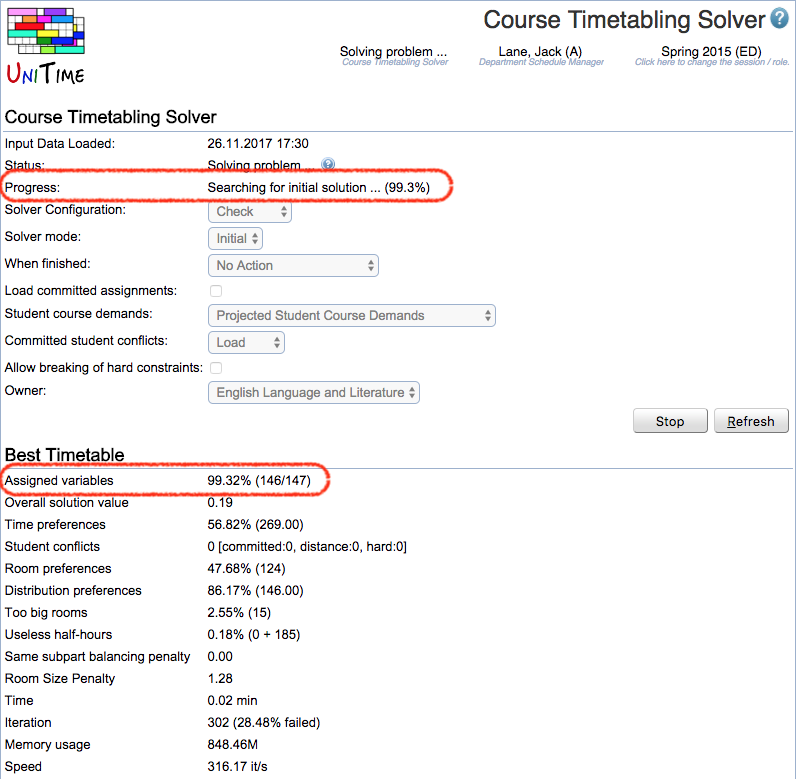 Course Timetabling Solver ?
UNITIME
Solving problem ... Lane, Jack (A) Spring 2015 (ED)
Course Timetabling Solver Department Schedule Manager Click here to change the session / role.
Course Timetabling Solver
Input Data Loaded: 26.11.2017 17:30
Status: Solving problem ... ?
Progress: Searching for initial solution ... (99.3%)
Solver Configuration: Check
Solver mode: Initial
When finished: No Action
Load committed assignments:
Student course demands: Projected Student Course Demands
Committed student conflicts: Load
Allow breaking of hard constraints:
Owner: English Language and Literature
Stop Refresh
Best Timetable
Assigned variables 99.32% (146/147)
Overall solution value 0.19
Time preferences 56.82% (269.00)
Student conflicts 0 [committed:0, distance:0, hard:0]
Room preferences 47.68% (124)
Distribution preferences 86.17% (146.00)
Too big rooms 2.55% (15)
Useless half-hours 0.18% (0 + 185)
Same subpart balancing penalty 0.00
Room Size Penalty 1.28
Time 0.02 min
Iteration 302 (28.48% failed)
Memory usage 848.46M
Speed 316.17 it/s